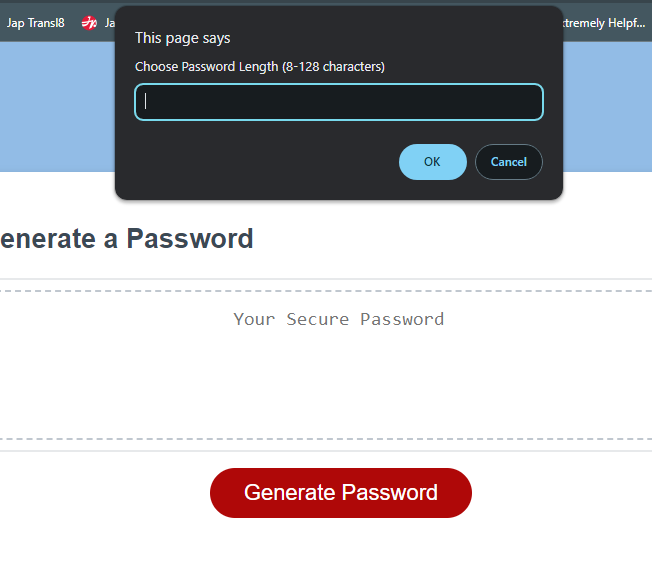 Jap Transl8
Ja
xtremely Helpf...
This page says
Choose Password Length (8-128 characters)
OK
Cancel
enerate a Password
Your Secure Password
Generate Password